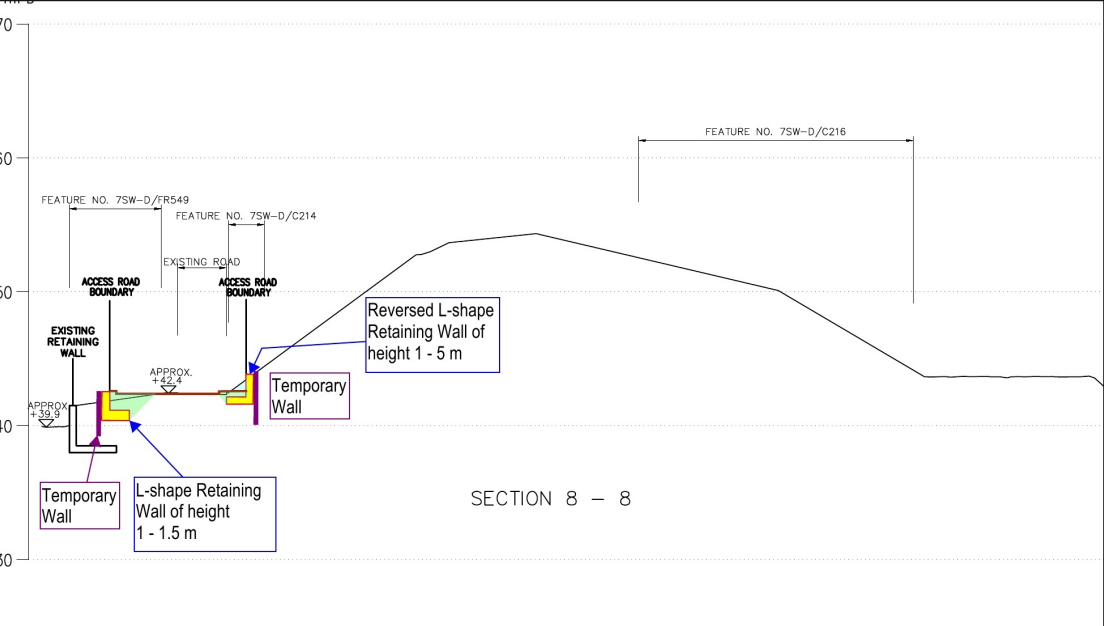 70
FEATURE NO. 7SW-D/C216
60
FEATURE NO. 7SW-D/FR549
FEATURE NO. 7SW-D/C214
EXISTING ROAD
ACCESS ROAD
BOUNDARY
ACCESS ROAD
BOUNDARY
50
Reversed L-shape
Retaining Wall of
height 1 - 5 m
EXISTING
RETAINING
WALL
APPROX.
+42.4
Temporary
Wall
APPROX.
+39.9
40
Temporary
Wall
L-shape Retaining
Wall of height
1 - 1.5 m
SECTION 8 - 8
30